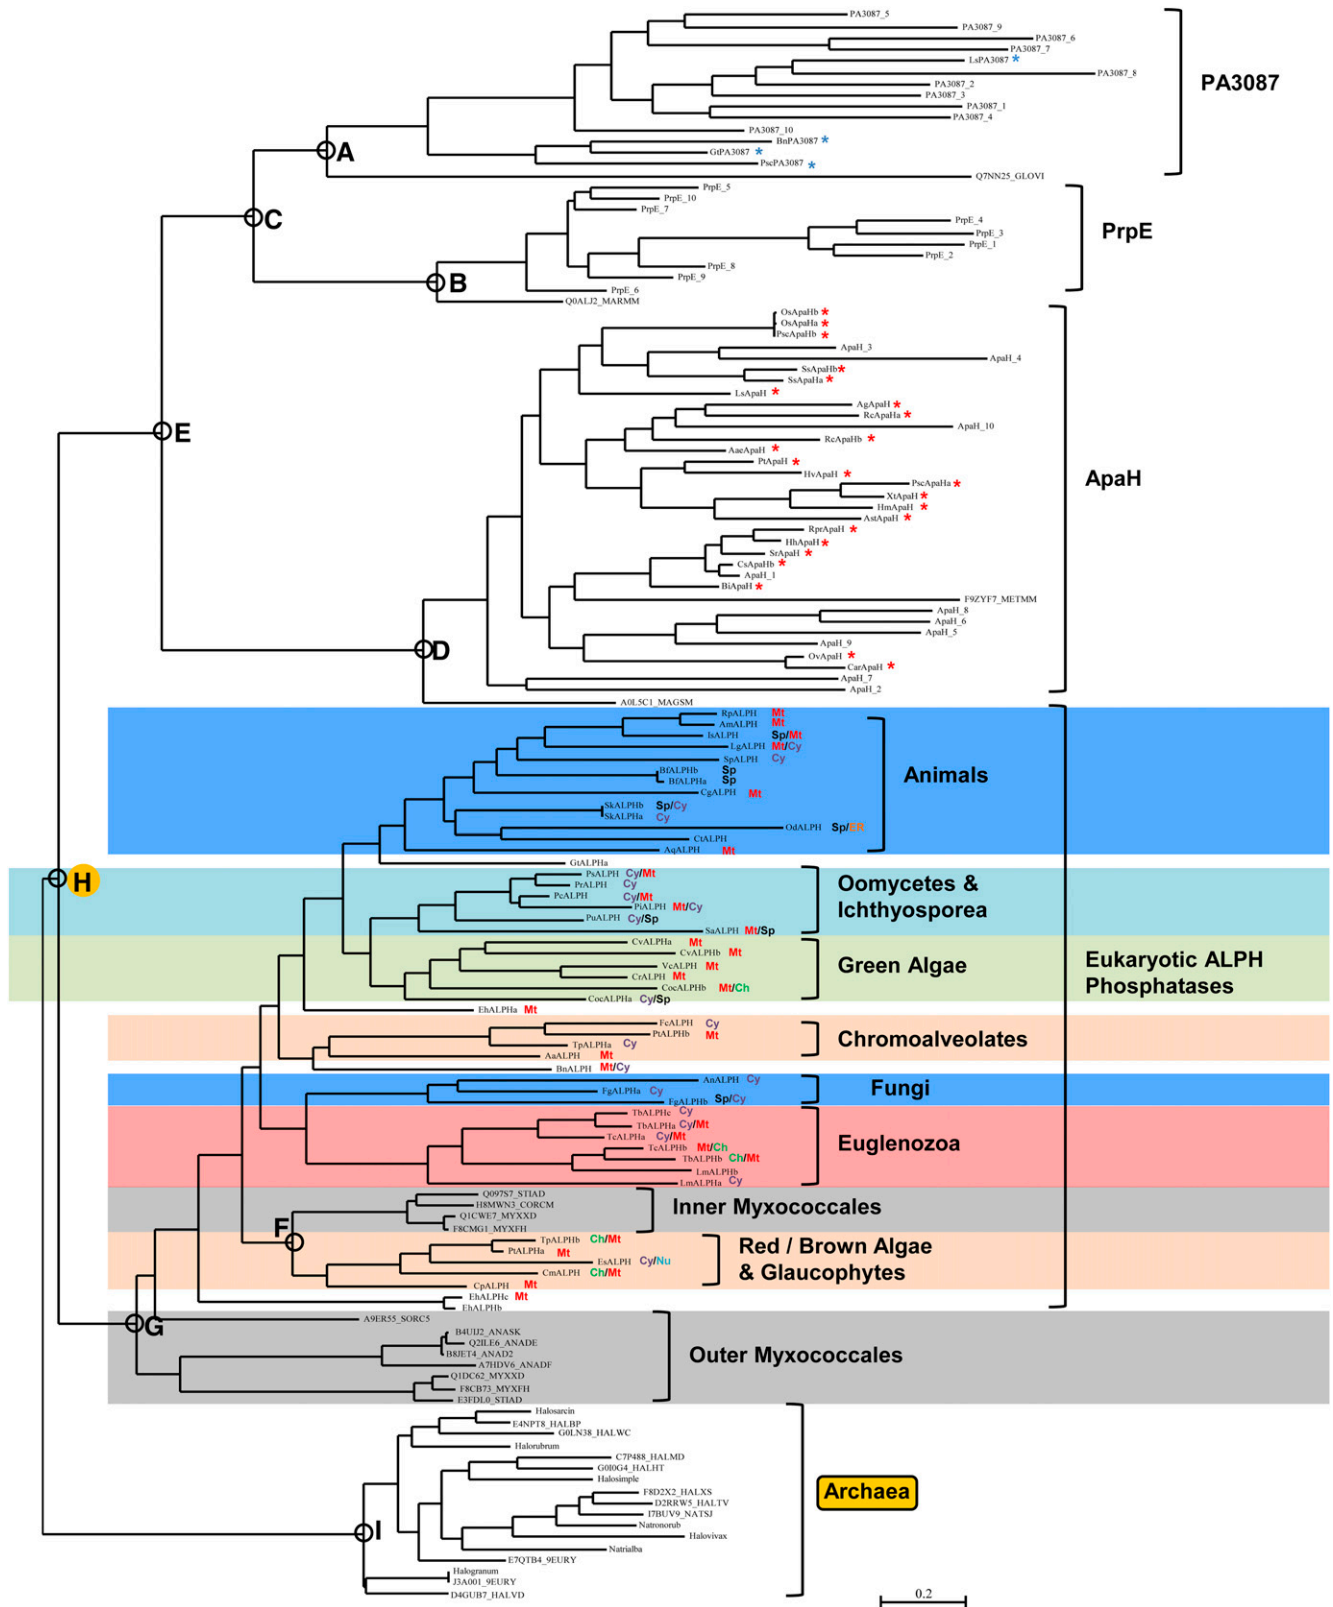 PA3087_5
PA3087_9
PA3087_6
PA3087_7
LsPA3087 *
PA3087_8
PA3087_2
PA3087_3
PA3087_1
PA3087_4
PA3087_10
BnPA3087 *
GtPA3087 *
PscPA3087 *
Q7NN25_GLOVI
PA3087
A
PrpE_5
PrpE_10
PrpE_7
PrpE_4
PrpE_3
PrpE_1
PrpE_2
PrpE_8
PrpE_9
PrpE_6
Q0ALJ2_MARMM
PrpE
C
B
OsApaHb *
OsApaHa *
PscApaHb *
ApaH_3
ApaH_4
SsApaHb *
SsApaHa *
LsApaH *
AgApaH *
RcApaHa *
ApaH_10
RcApaHb *
AaeApaH *
PtApaH *
HvApaH *
PscApaHa *
XtApaH *
HmApaH *
AstApaH *
RprApaH *
HhApaH *
SrApaH *
CsApaHb *
ApaH_1
BiApaH *
F9ZYF7_METMM
ApaH_8
ApaH_6
ApaH_5
ApaH_9
OvApaH *
CarApaH *
ApaH_7
ApaH_2
A0L5C1_MAGSM
ApaH
E
D
RpALPH Mt
AmALPH Mt
IsALPH Sp/Mt
LgALPH Mt/Cy
SpALPH Cy
BfALPHb Sp
BfALPHa Sp
CgALPH Mt
SkALPHb Sp/Cy
SkALPHa Cy
OdALPH Sp/ER
CtALPH
AqALPH Mt
Animals
GtALPHa
H
PsALPH Cy/Mt
PrALPH Cy
PcALPH Cy/Mt
PiALPH Mt/Cy
PuALPH Cy/Sp
SaALPH Mt/Sp
Oomycetes &
Ichthyosporea
CvALPHa Mt
CvALPHb Mt
VcALPH Mt
CrALPH Mt
CocALPHb Mt/Ch
CocALPHa Cy/Sp
Green Algae
Eukaryotic ALPH
Phosphatases
EhALPHa Mt
FcALPH Cy
PtALPHb Mt
TpALPHa Cy
AaALPH Mt
Chromoalveolates
BnALPH Mt/Cy
AnALPH Cy
FgALPHa Cy
FgALPHb Sp/Cy
Fungi
TbALPHc Cy
TbALPHa Cy/Mt
TcALPHa Cy/Mt
TcALPHb Mt/Ch
TbALPHb Ch/Mt
LmALPHb
LmALPHa Cy
Euglenozoa
Q097S7_STIAD
H8MWN3_CORCM
Q1CWE7_MYXXD
F8CMG1_MYXFH
Inner Myxococcales
F
TpALPHb Ch/Mt
PtALPHa Mt
EsALPH Cy/Nu
CmALPH Ch/Mt
CpALPH Mt
Red / Brown Algae
& Glaucophytes
EhALPHc Mt
EhALPHb
G
A9ER55_SORC5
B4UIJ2_ANASK
Q2ILE6_ANADE
B8JET4_ANAD2
A7HDV6_ANADF
Q1DC62_MYXXD
F8CB73_MYXFH
E3FDL0_STIAD
Outer Myxococcales
Halosarcin
E4NPT8_HALBP
G0LN38_HALWC
Halorubrum
C7P488_HALMD
G0I0G4_HALHT
Halosimple
F8D2X2_HALXS
D2RRW5_HALTV
I7BUV9_NATSJ
Natronorub
Halovivax
Natrialba
E7QTB4_9EURY
Halogranum
J3A001_9EURY
D4GUB7_HALVD
Archaea
I
0.2